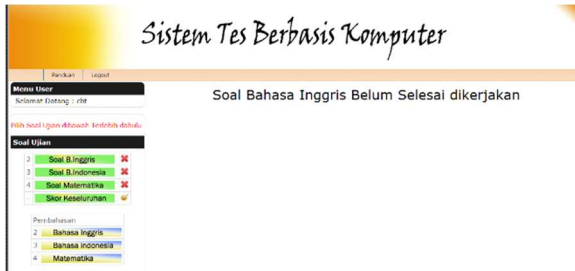 Sistem Tes Berbasis Komputer
Panduan Logout
Menu User
Selamat Datang : cbt
Soal Bahasa Inggris Belum Selesai dikerjakan
Pilih Soal Ujian dibawah Terlebih dahulu
Soal Ujian
2 Soal B.Inggris
3 Soal B.Indonesia
4 Soal Matematika
Skor Keseluruhan
Pembahasan
2 Bahasa Inggris
3 Bahasa Indonesia
4 Matematika